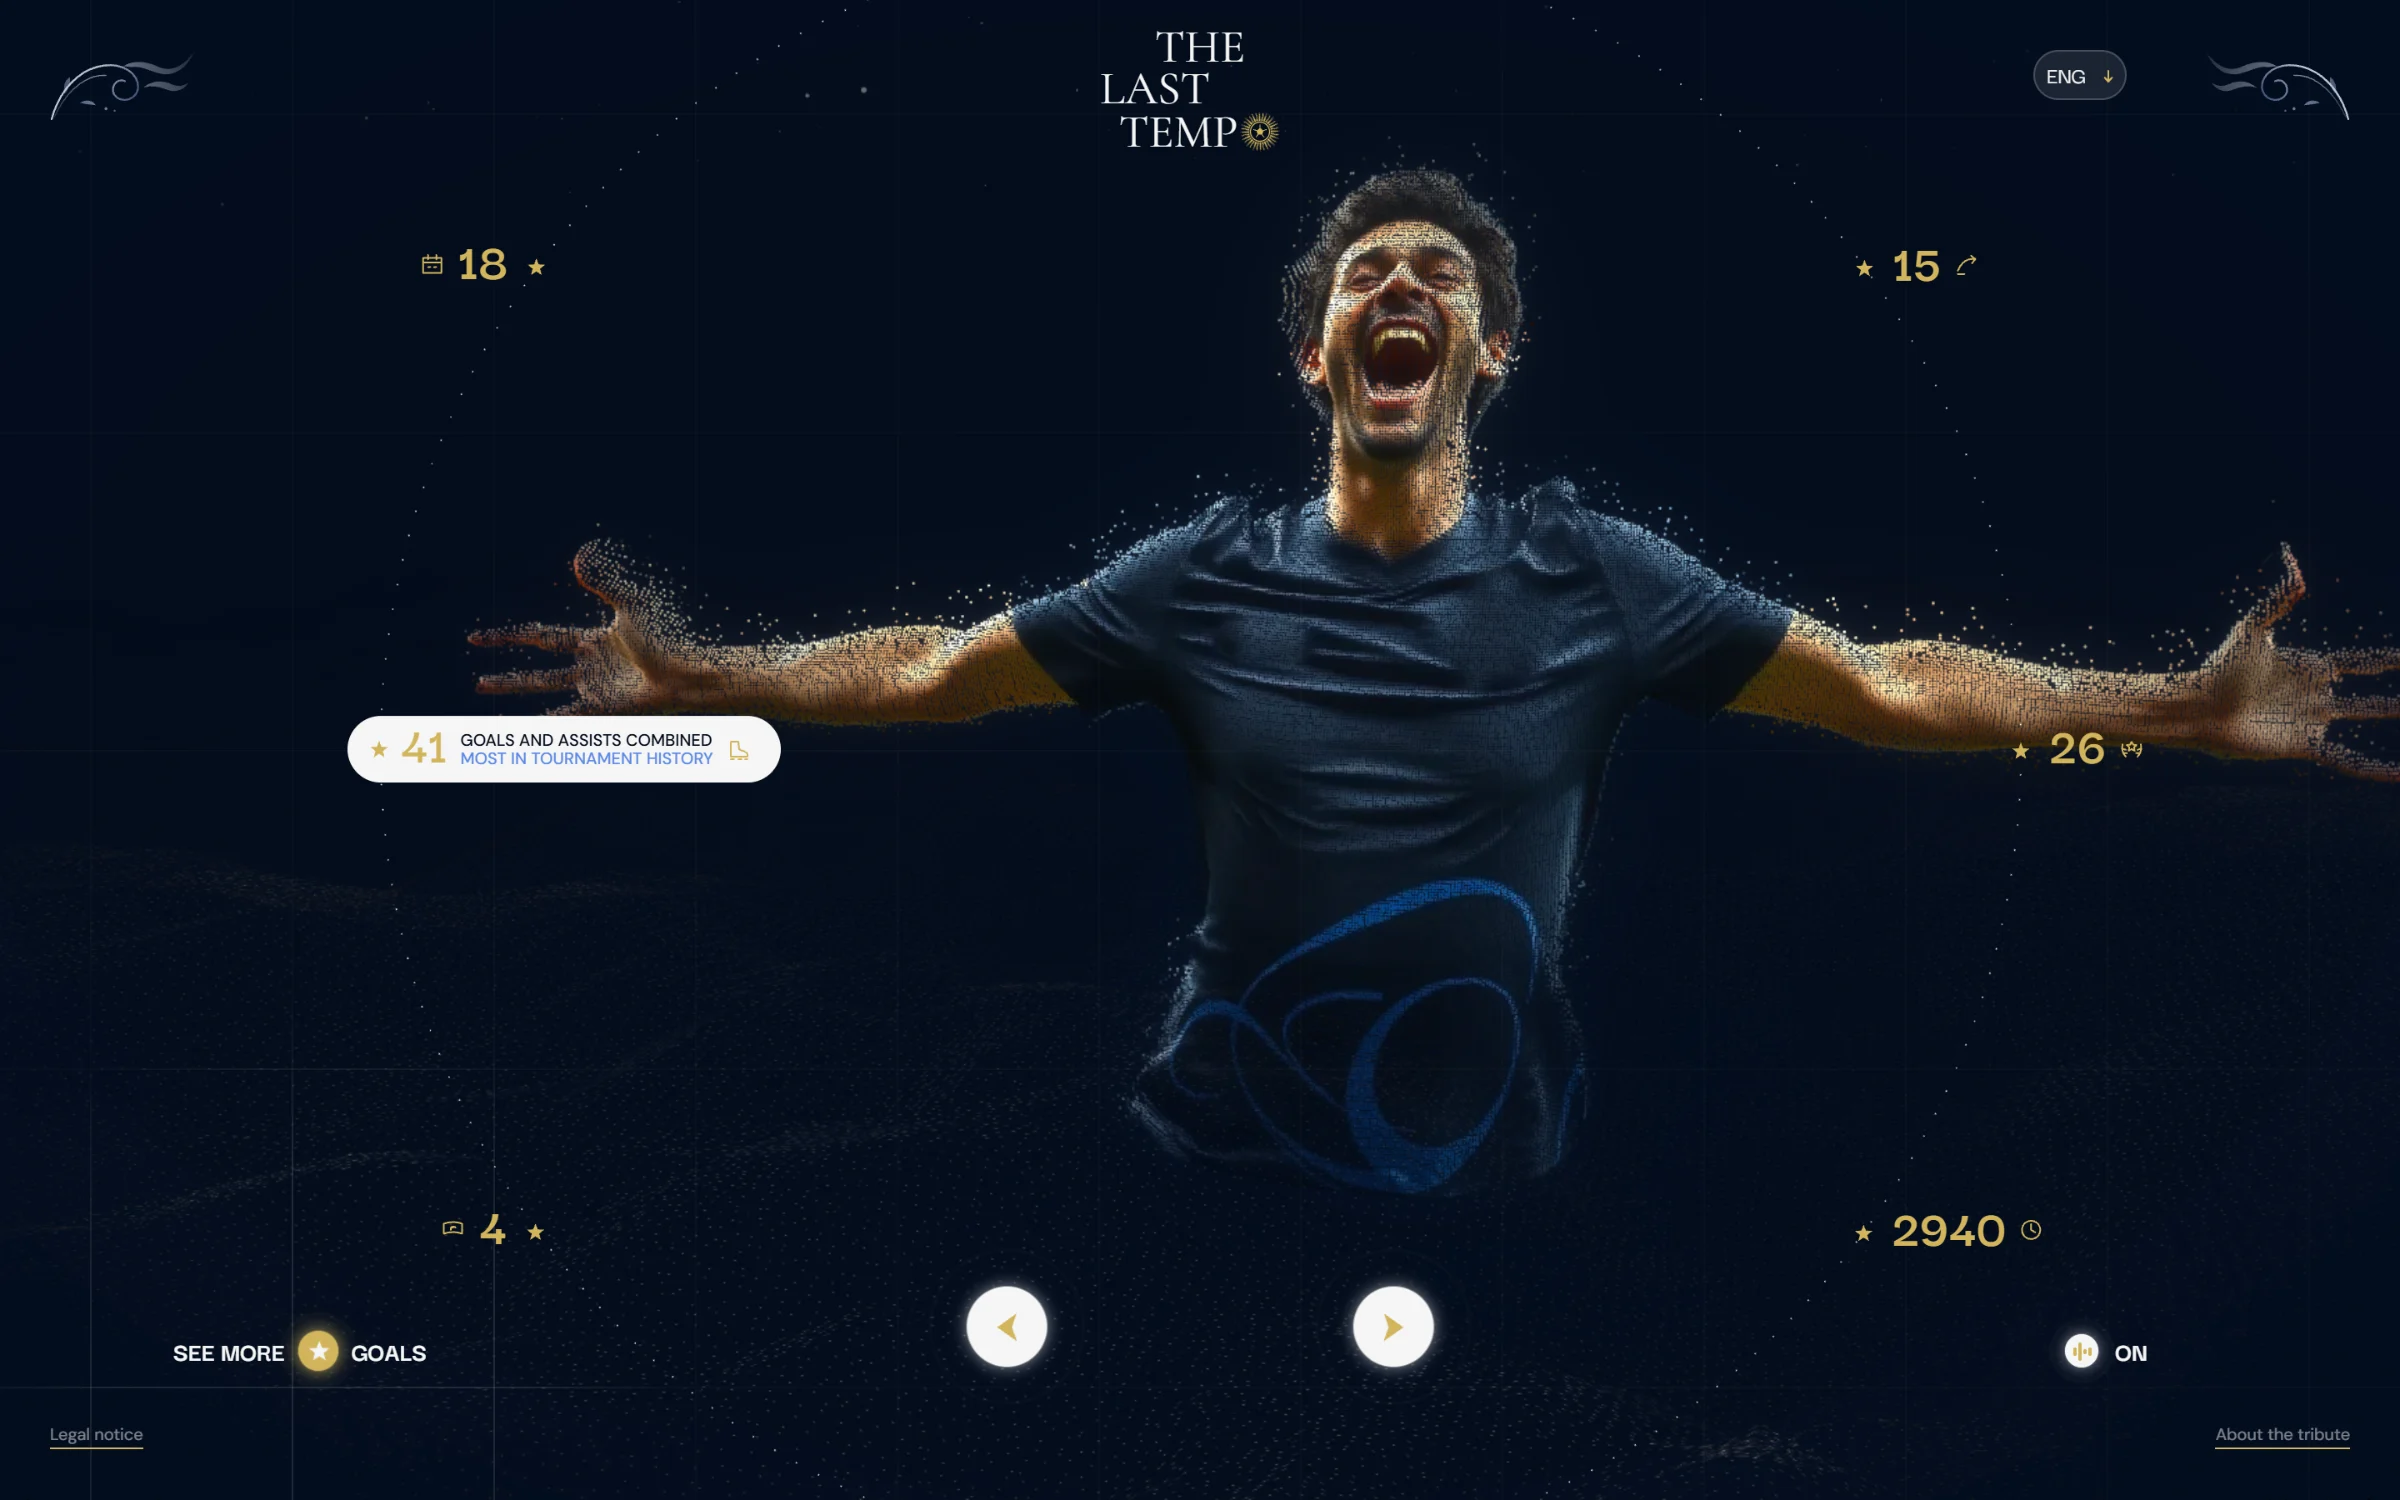 THE
LAST
TEMP
ENG
18
15
41 GOALS AND ASSISTS COMBINED
MOST IN TOURNAMENT HISTORY
26
4
2940
SEE MORE GOALS
ON
Legal notice
About the tribute